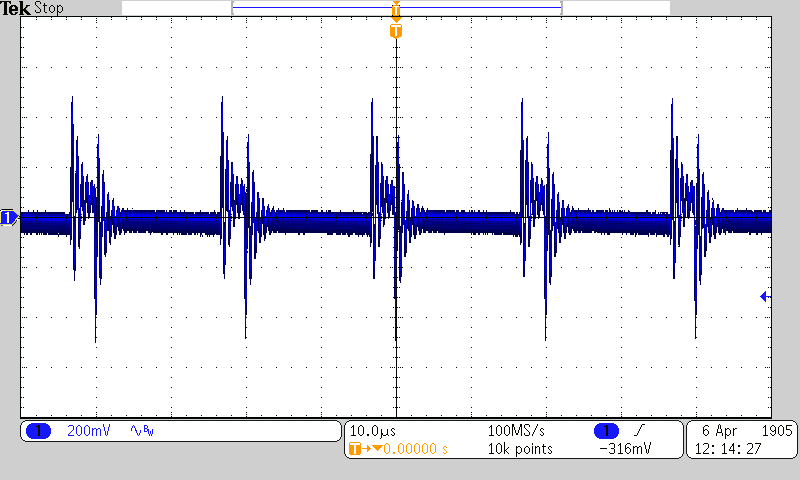 Tek Stop
T
T
1
1 200mV ∿ BW 10.0µs 100MS/s 1 -316mV 6 Apr 1905
T→▼0.00000 s 10k points 12:14:27